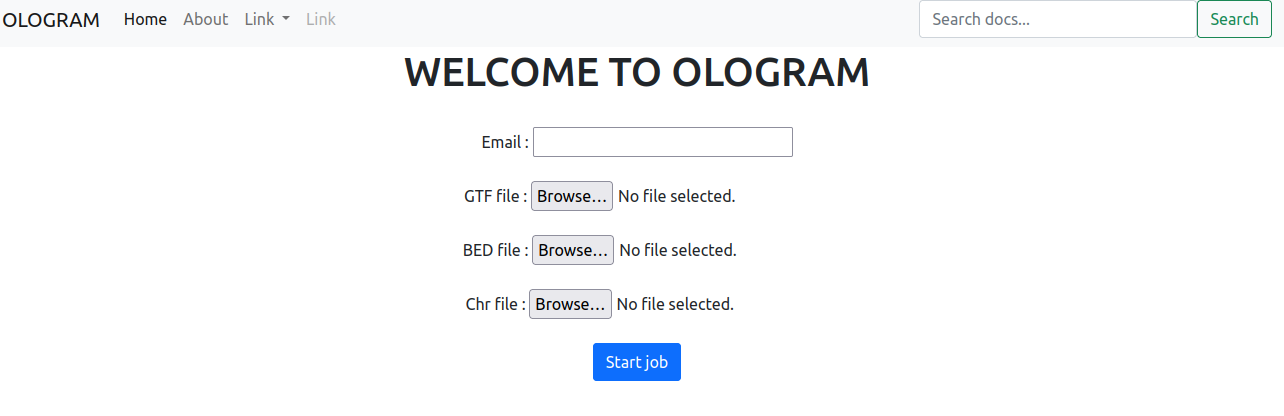 OLOGRAM Home About Link Link Search docs... Search
WELCOME TO OLOGRAM
Email :
GTF file : Browse... No file selected.
BED file : Browse... No file selected.
Chr file : Browse... No file selected.
Start job